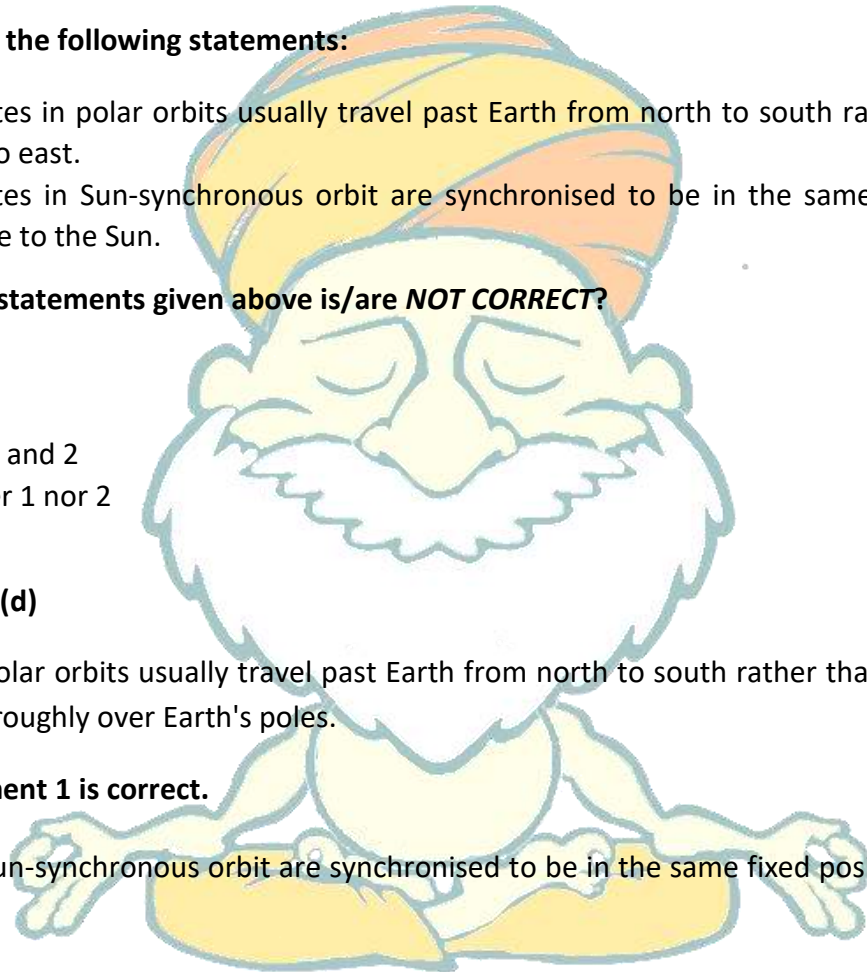 the following statements:
tes in polar orbits usually travel past Earth from north to south ra
o east.
tes in Sun-synchronous orbit are synchronised to be in the same
e to the Sun.
statements given above is/are NOT CORRECT?
and 2
r 1 nor 2
(d)
olar orbits usually travel past Earth from north to south rather tha
roughly over Earth's poles.
ent 1 is correct.
un-synchronous orbit are synchronised to be in the same fixed pos